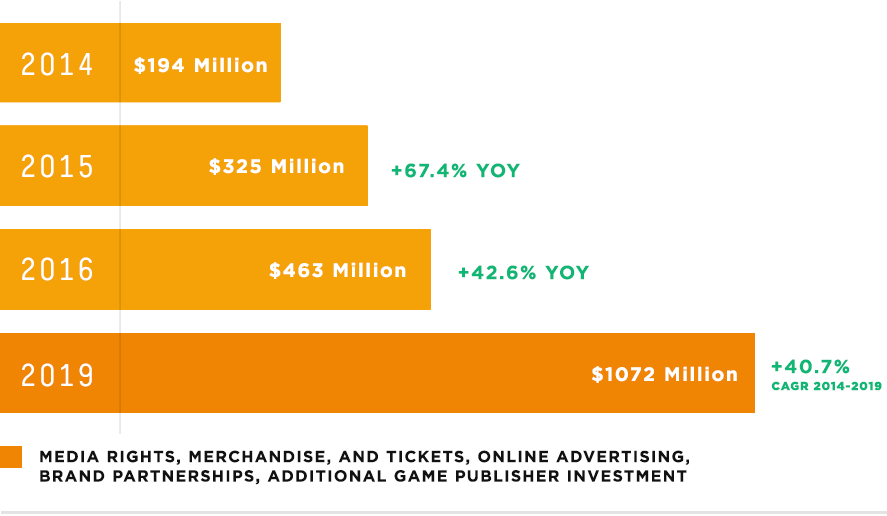 2014 $194 Million
2015 $325 Million +67.4% YOY
2016 $463 Million +42.6% YOY
2019 $1072 Million +40.7%
CAGR 2014-2019
MEDIA RIGHTS, MERCHANDISE, AND TICKETS, ONLINE ADVERTISING,
BRAND PARTNERSHIPS, ADDITIONAL GAME PUBLISHER INVESTMENT